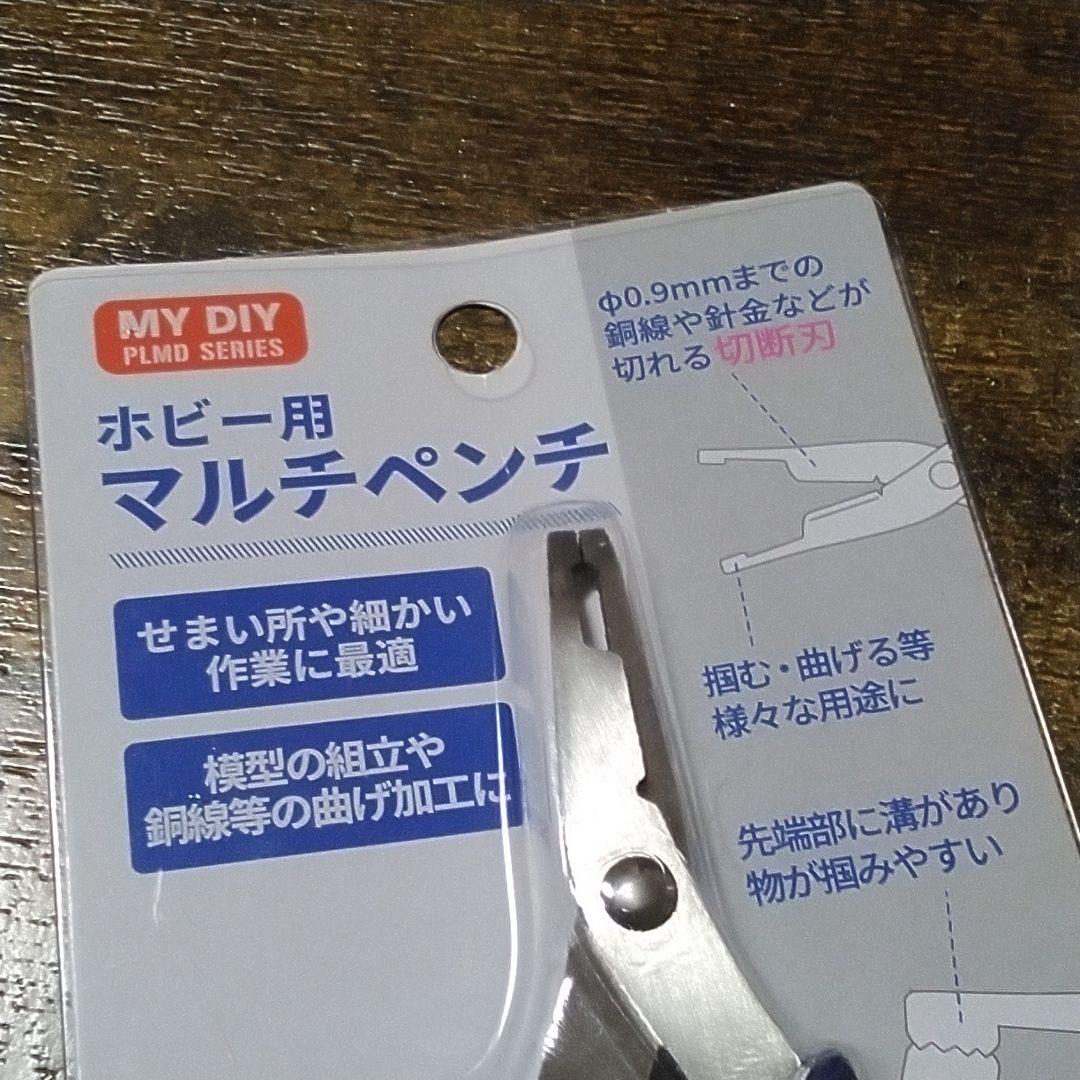 MY DIY
PLMD SERIES
ホビー用
マルチペンチ
せまい所や細かい
作業に最適
模型の組立や
銅線等の曲げ加工に
Φ0.9mmまでの
銅線や針金などが
切れる切断刃
掴む・曲げる等
様々な用途に
先端部に溝があり
物が掴みやすい